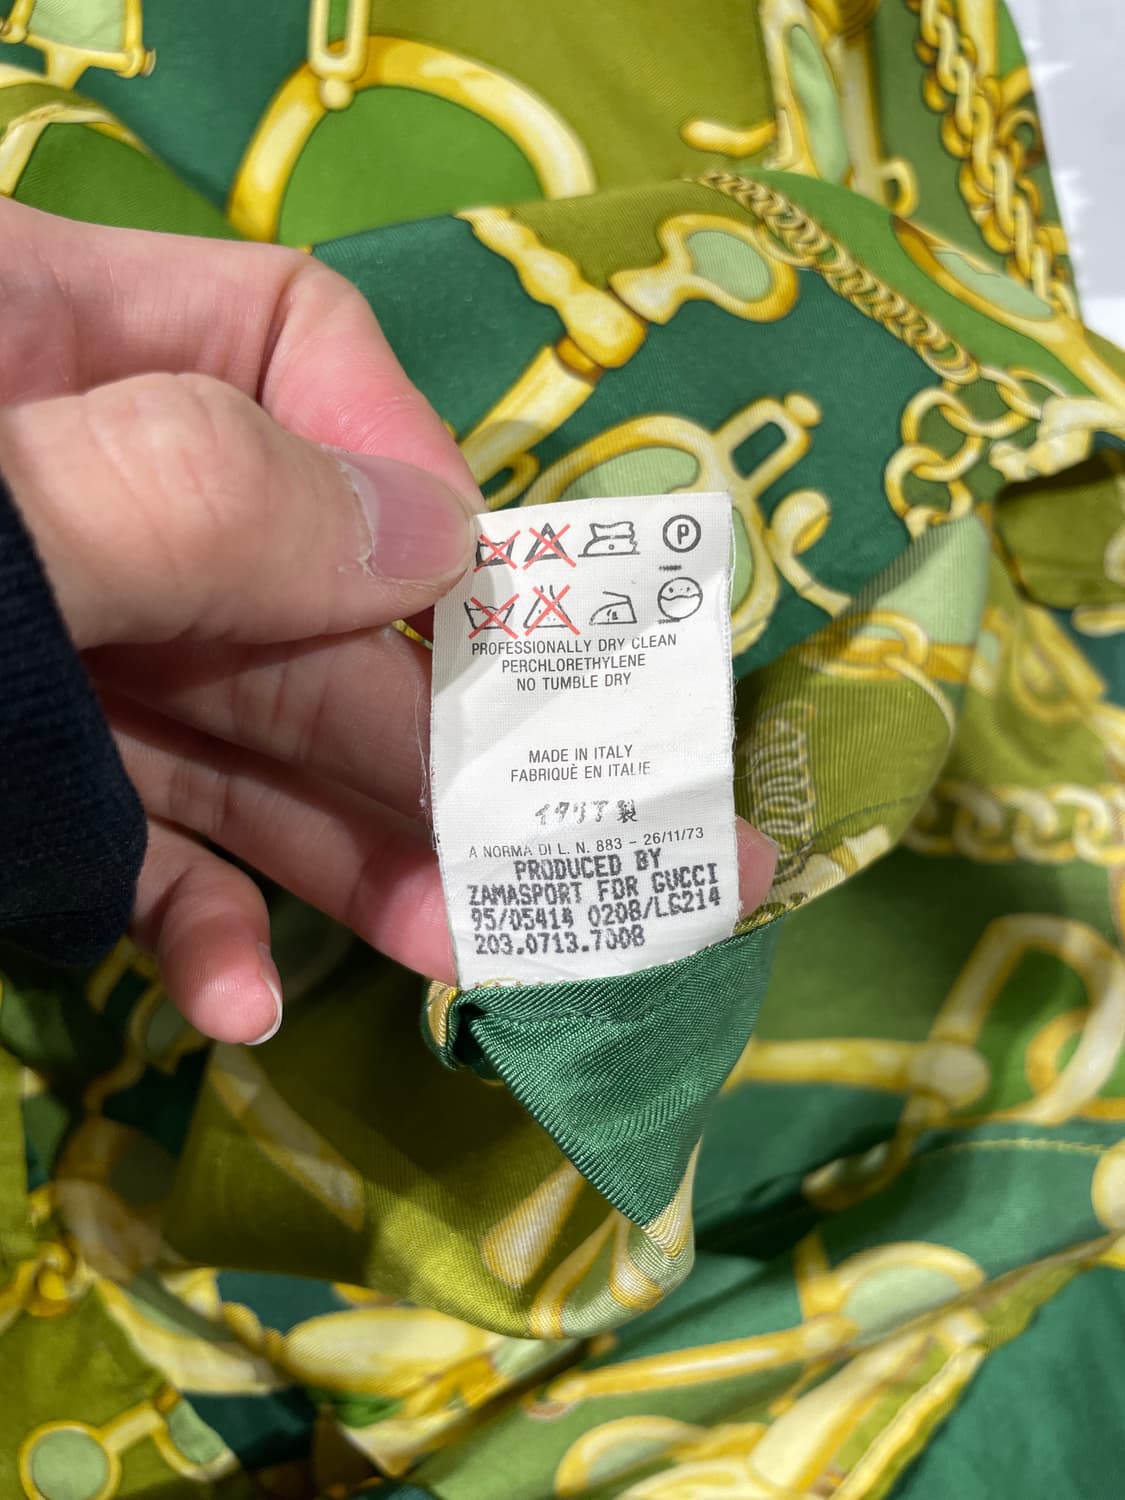 P
PROFESSIONALLY DRY CLEAN
PERCHLORETHYLENE
NO TUMBLE DRY
MADE IN ITALY
FABRIQUÈ EN ITALIE
イタリア製
A NORMA DI L. N. 883 - 26/11/73
PRODUCED BY
ZAMASPORT FOR GUCCI
95/05414 0208/LG214
203.0713.7008